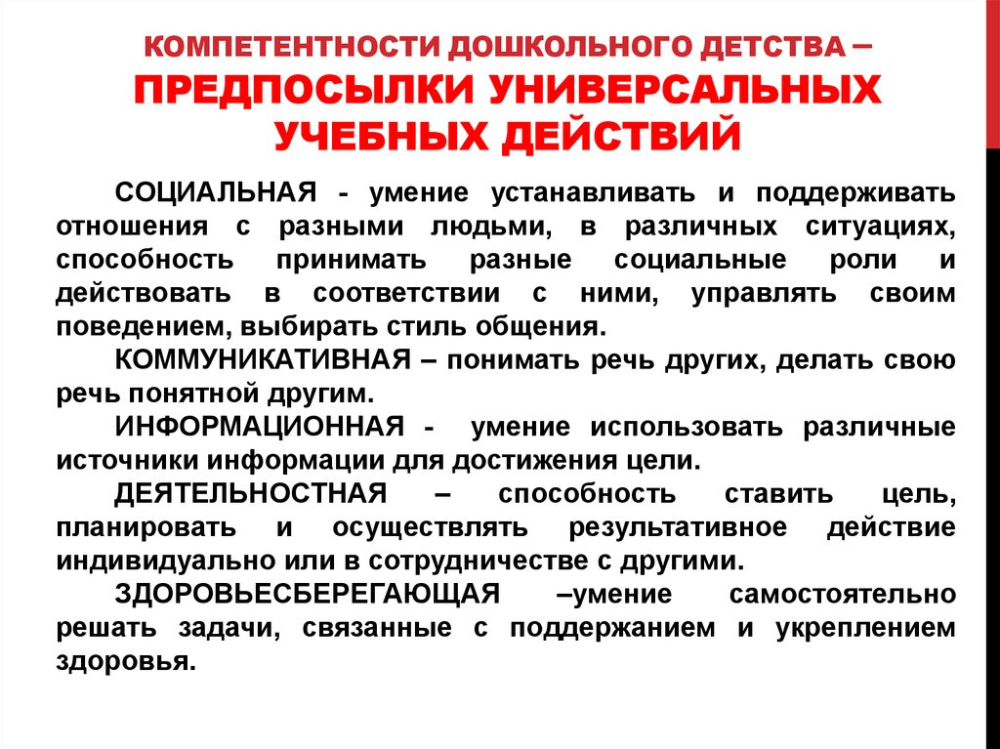 КОМПЕТЕНТНОСТИ ДОШКОЛЬНОГО ДЕТСТВА –
ПРЕДПОСЫЛКИ УНИВЕРСАЛЬНЫХ
УЧЕБНЫХ ДЕЙСТВИЙ
СОЦИАЛЬНАЯ - умение устанавливать и поддерживать
отношения с разными людьми, в различных ситуациях,
способность принимать разные социальные роли и
действовать в соответствии с ними, управлять своим
поведением, выбирать стиль общения.
КОММУНИКАТИВНАЯ – понимать речь других, делать свою
речь понятной другим.
ИНФОРМАЦИОННАЯ - умение использовать различные
источники информации для достижения цели.
ДЕЯТЕЛЬНОСТНАЯ – способность ставить цель,
планировать и осуществлять результативное действие
индивидуально или в сотрудничестве с другими.
ЗДОРОВЬЕСБЕРЕГАЮЩАЯ –умение самостоятельно
решать задачи, связанные с поддержанием и укреплением
здоровья.